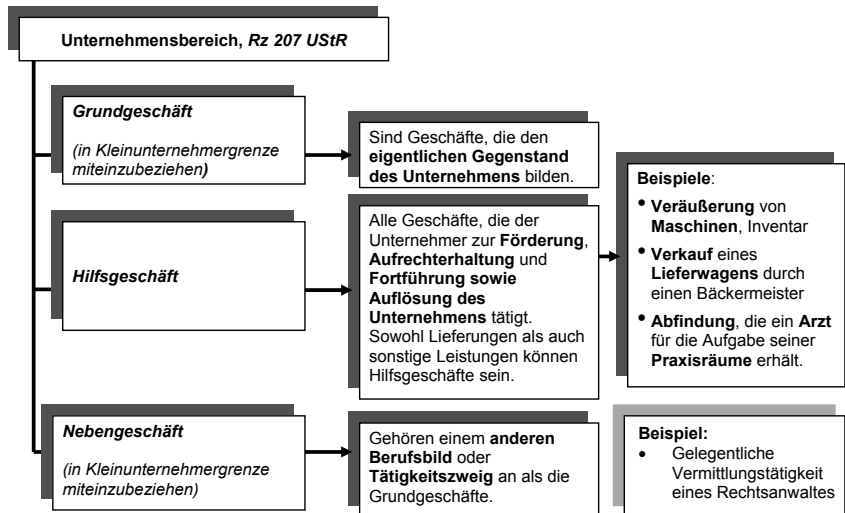 Unternehmensbereich, Rz 207 UStR
Grundgeschäft
(in Kleinunternehmergrenze
miteinzubeziehen)
Sind Geschäfte, die den
eigentlichen Gegenstand
des Unternehmens bilden.
Hilfsgeschäft
Alle Geschäfte, die der
Unternehmer zur Förderung,
Aufrechterhaltung und
Fortführung sowie
Auflösung des
Unternehmens tätigt.
Sowohl Lieferungen als auch
sonstige Leistungen können
Hilfsgeschäfte sein.
Beispiele:
• Veräußerung von
Maschinen, Inventar
• Verkauf eines
Lieferwagens durch
einen Bäckermeister
• Abfindung, die ein Arzt
für die Aufgabe seiner
Praxisräume erhält.
Nebengeschäft
(in Kleinunternehmergrenze
miteinzubeziehen)
Gehören einem anderen
Berufsbild oder
Tätigkeitszweig an als die
Grundgeschäfte.
Beispiel:
• Gelegentliche
Vermittlungstätigkeit
eines Rechtsanwaltes